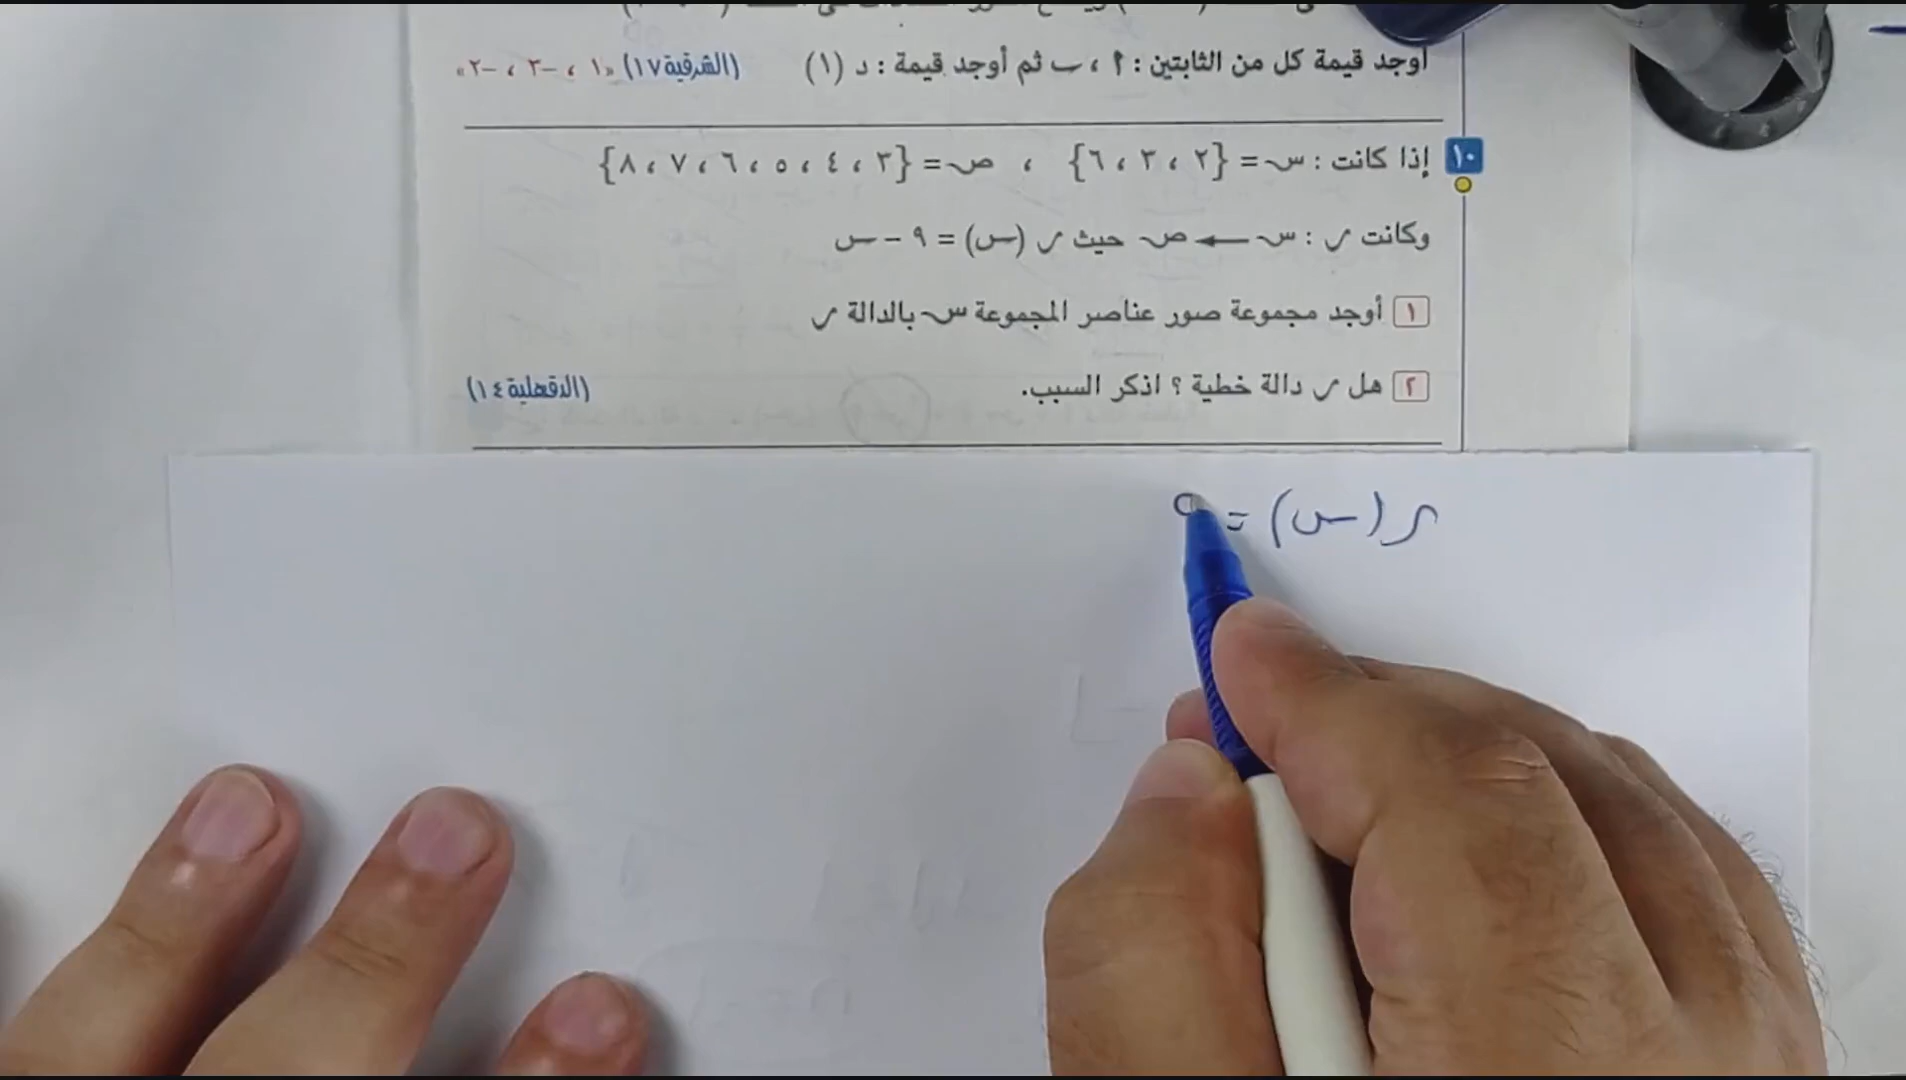 أوجد قيمة كل من الثابتين : ٢ ، ب ثم أوجد قيمة : د (١) (الشرقية ١٧) «١ ، -٣ ، -٢»
١٠ إذا كانت : س = {٢ ، ٣ ، ٦} ، ص = {٣ ، ٤ ، ٥ ، ٦ ، ٧ ، ٨}
وكانت ر : س ← ص حيث ر (س) = ٩ - س
١ أوجد مجموعة صور عناصر المجموعة س بالدالة ر
٢ هل ر دالة خطية ؟ اذكر السبب. (الدقهلية ١٤)
ر (س) =